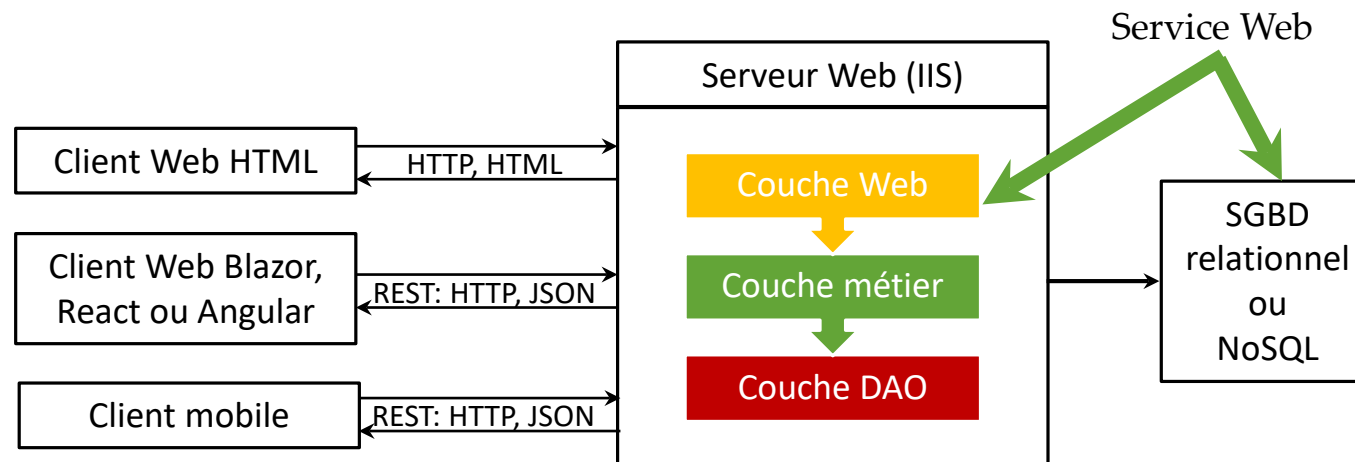 Service Web
Serveur Web (IIS)
Client Web HTML
HTTP, HTML
Couche Web
Client Web Blazor,
React ou Angular
REST: HTTP, JSON
Couche métier
SGBD
relationnel
ou
NoSQL
Client mobile
REST: HTTP, JSON
Couche DAO